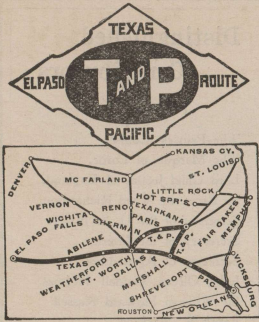 TEXAS
EL PASO
T AND P
ROUTE
PACIFIC
KANSAS CY.
ST. LOUIS
DENVER
MC FARLAND
LITTLE ROCK
HOT SPR'S
VERNON
RENO
EXARKANA
FAIR OAKES
MEMPHIS
WICHITA FALLS
SHERMAN
PARIS
T.&P.
EL PASO
ABILENE
TEXAS
WEATHERFORD
FT. WORTH
DALLAS
&
T.&P.
MARSHALL
SHREVEPORT
PAC.
VICKSBURG
HOUSTON
NEW ORLEANS